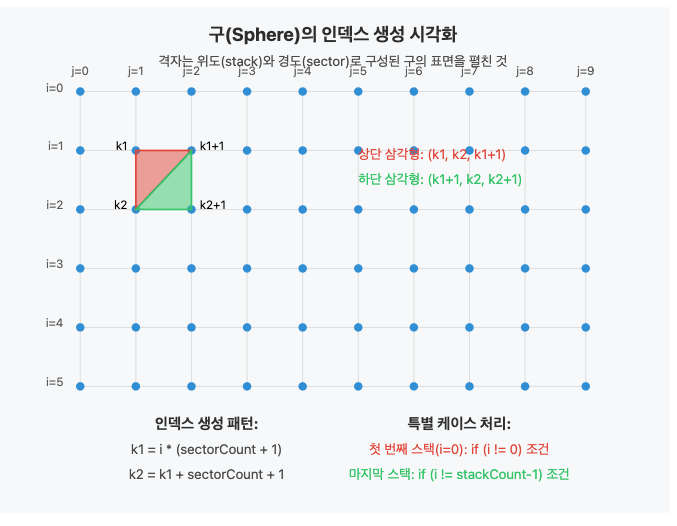 구(Sphere)의 인덱스 생성 시각화
격자는 위도(stack)와 경도(sector)로 구성된 구의 표면을 펼친 것
j=0 j=1 j=2 j=3 j=4 j=5 j=6 j=7 j=8 j=9
i=0
i=1
k1 k1+1
상단 삼각형: (k1, k2, k1+1)
하단 삼각형: (k1+1, k2, k2+1)
i=2
k2 k2+1
i=3
i=4
i=5
인덱스 생성 패턴:
k1 = i * (sectorCount + 1)
k2 = k1 + sectorCount + 1
특별 케이스 처리:
첫 번째 스택(i=0): if (i != 0) 조건
마지막 스택: if (i != stackCount-1) 조건